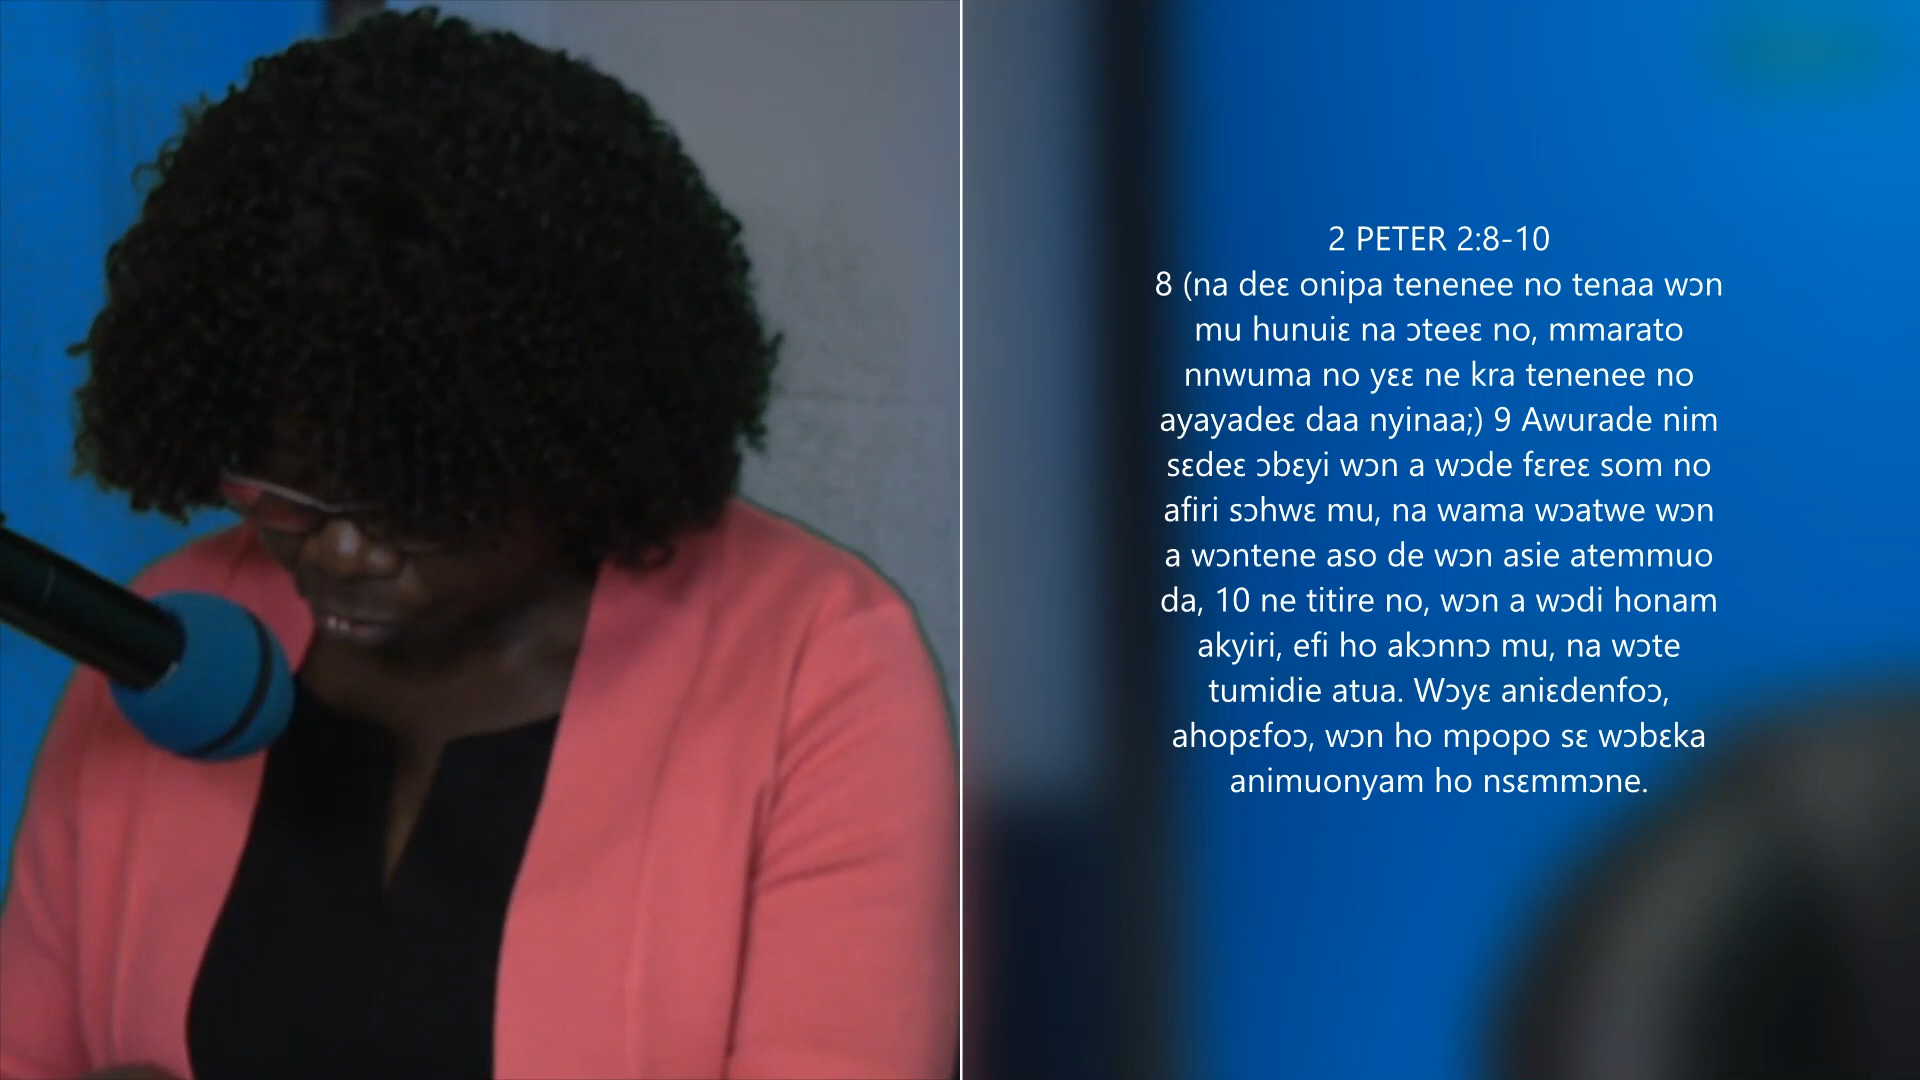 2 PETER 2:8-10
8 (na deɛ onipa tenenee no tenaa wɔn
mu hunuiɛ na ɔteeɛ no, mmarato
nnwuma no yɛɛ ne kra tenenee no
ayayadeɛ daa nyinaa;) 9 Awurade nim
sɛdeɛ ɔbɛyi wɔn a wɔde fɛreɛ som no
afiri sɔhwɛ mu, na wama wɔatwe wɔn
a wɔntene aso de wɔn asie atemmuo
da, 10 ne titire no, wɔn a wɔdi honam
akyiri, efi ho akɔnnɔ mu, na wɔte
tumidie atua. Wɔyɛ aniɛdenfoɔ,
ahopɛfoɔ, wɔn ho mpopo sɛ wɔbɛka
animuonyam ho nsɛmmɔne.